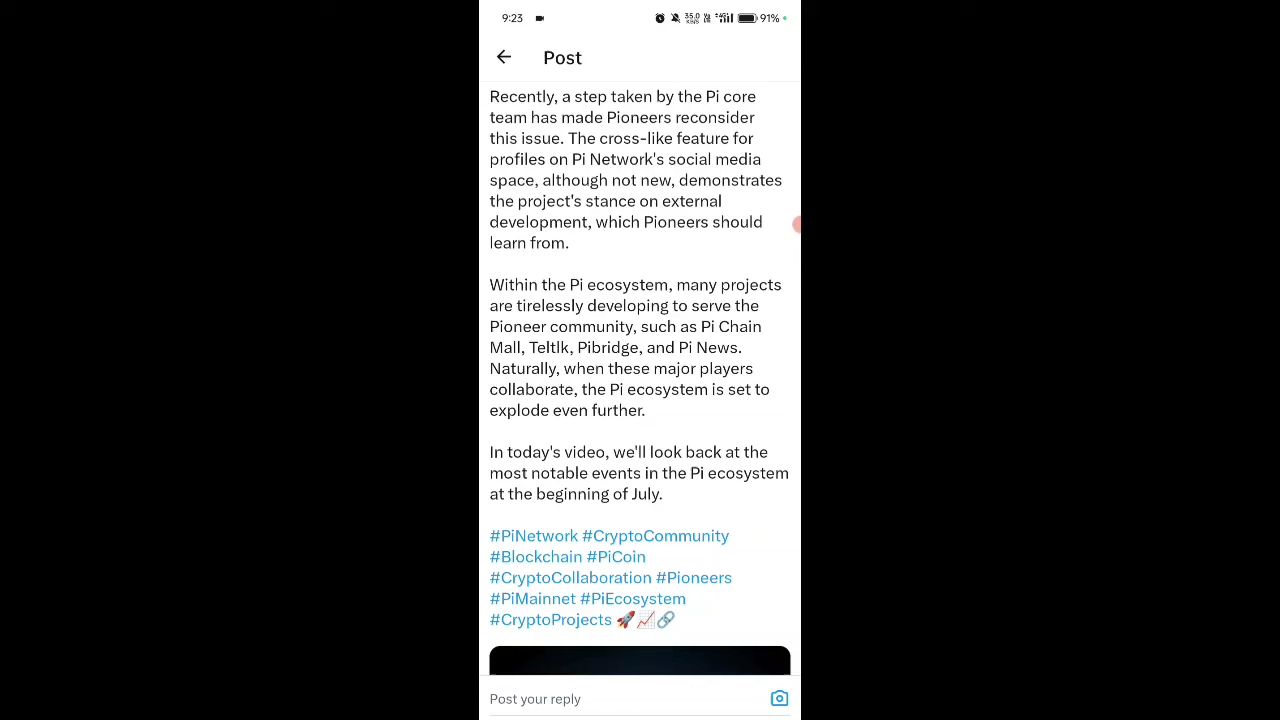 9:23
35.0
91%
Post
Recently, a step taken by the Pi core
team has made Pioneers reconsider
this issue. The cross-like feature for
profiles on Pi Network's social media
space, although not new, demonstrates
the project's stance on external
development, which Pioneers should
learn from.
Within the Pi ecosystem, many projects
are tirelessly developing to serve the
Pioneer community, such as Pi Chain
Mall, Teltlk, Pibridge, and Pi News.
Naturally, when these major players
collaborate, the Pi ecosystem is set to
explode even further.
In today's video, we'll look back at the
most notable events in the Pi ecosystem
at the beginning of July.
#PiNetwork #CryptoCommunity
#Blockchain #PiCoin
#CryptoCollaboration #Pioneers
#PiMainnet #PiEcosystem
#CryptoProjects 🚀📈🔗
Post your reply